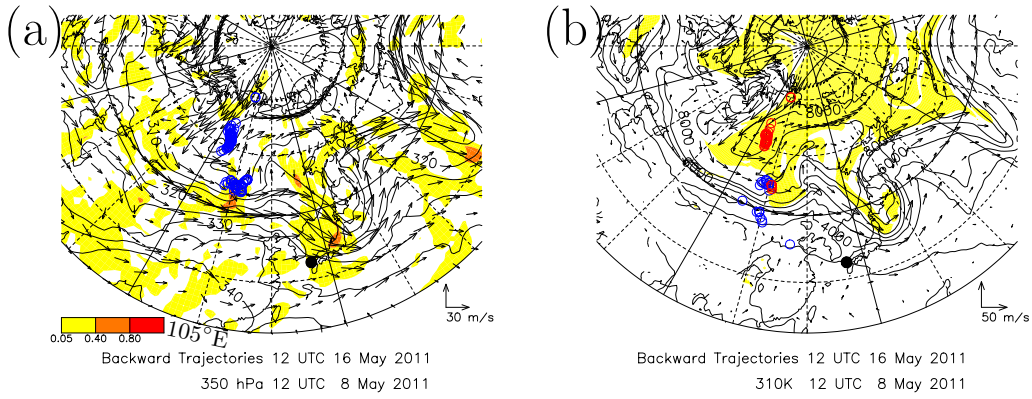 (a)
(b)
8080
8000
320
330
330
4000
30 m/s
50 m/s
0.05 0.40 0.80
105°E
Backward Trajectories 12 UTC 16 May 2011
350 hPa 12 UTC 8 May 2011
Backward Trajectories 12 UTC 16 May 2011
310K 12 UTC 8 May 2011